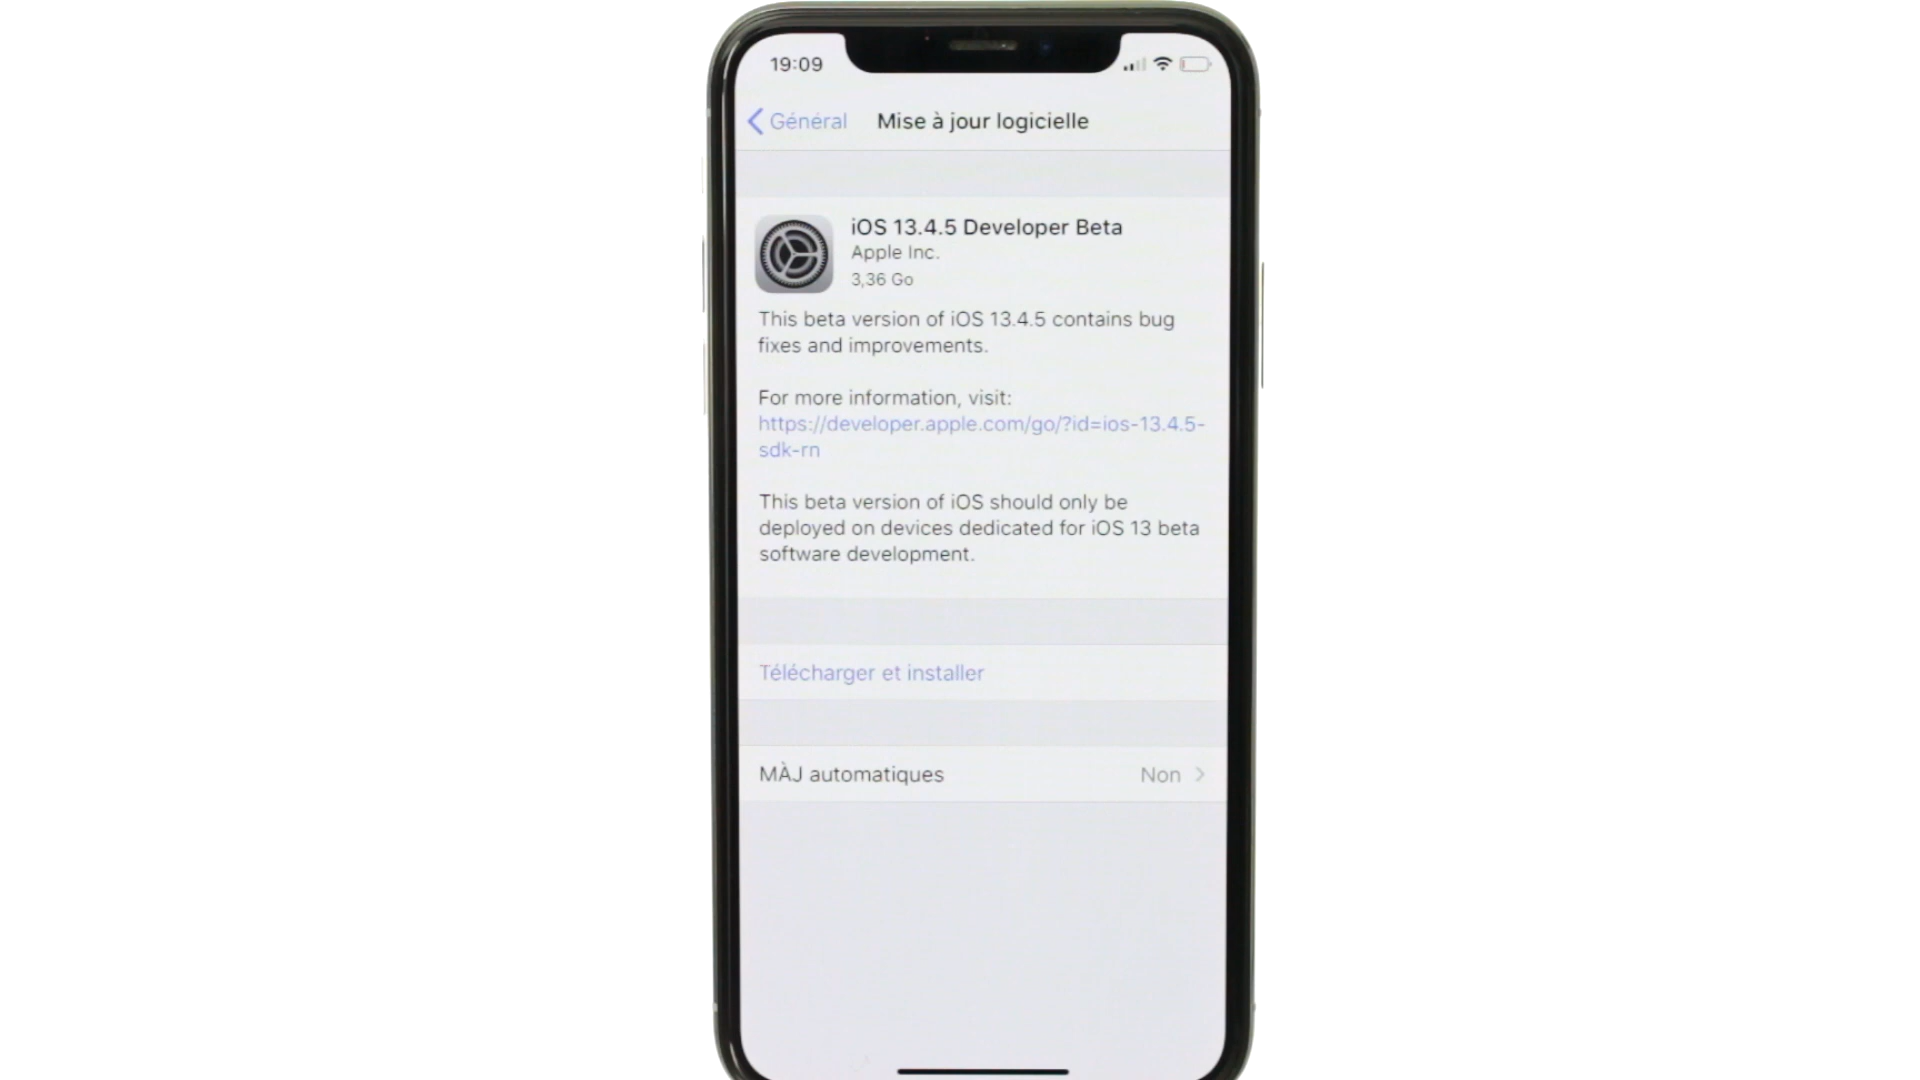 19:09
Général Mise à jour logicielle
iOS 13.4.5 Developer Beta
Apple Inc.
3,36 Go
This beta version of iOS 13.4.5 contains bug
fixes and improvements.
For more information, visit:
https://developer.apple.com/go/?id=ios-13.4.5-
sdk-rn
This beta version of iOS should only be
deployed on devices dedicated for iOS 13 beta
software development.
Télécharger et installer
MÀJ automatiques Non